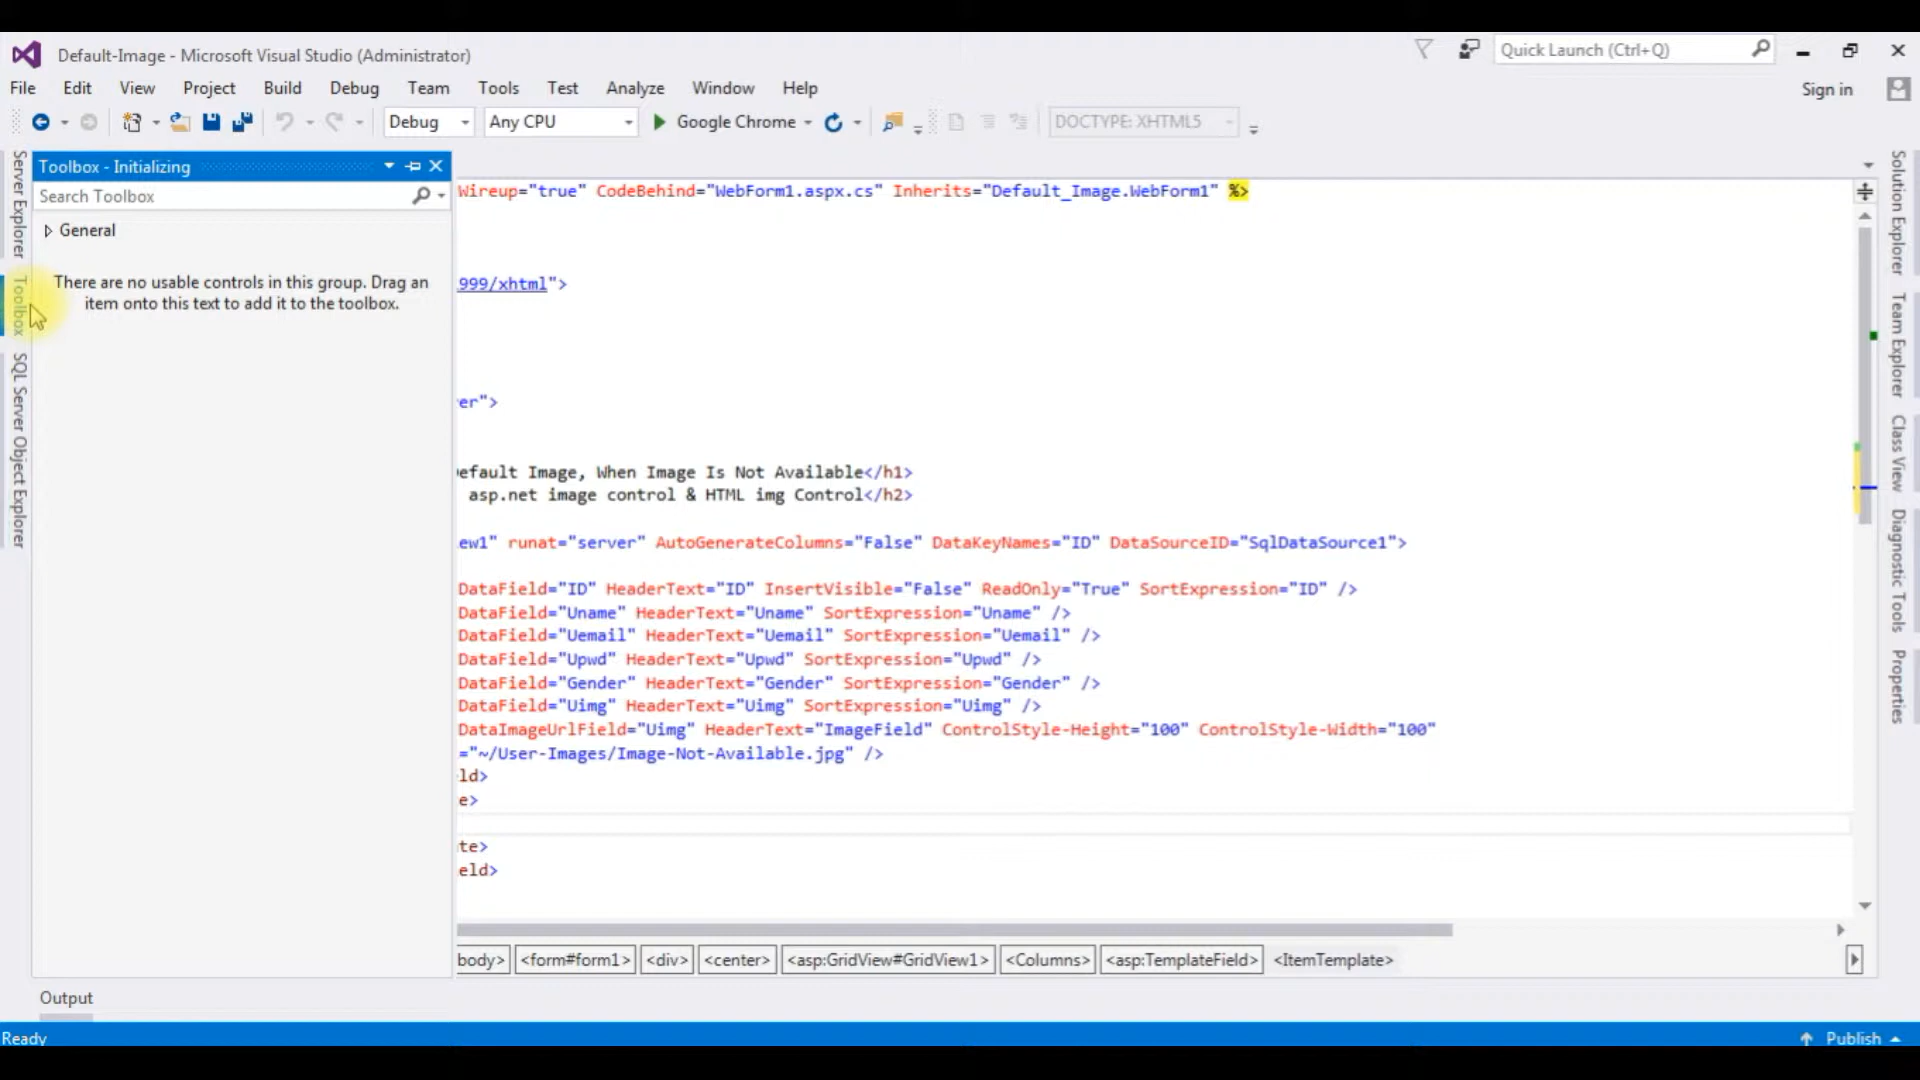 Default-Image - Microsoft Visual Studio (Administrator)
Quick Launch (Ctrl+Q)
File Edit View Project Build Debug Team Tools Test Analyze Window Help
Sign in
Debug Any CPU Google Chrome DOCTYPE: XHTML5
Server Explorer
Toolbox
SQL Server Object Explorer
Toolbox - Initializing
Search Toolbox
General
There are no usable controls in this group. Drag an
item onto this text to add it to the toolbox.
Wireup="true" CodeBehind="WebForm1.aspx.cs" Inherits="Default_Image.WebForm1" %>
999/xhtml">
er">
efault Image, When Image Is Not Available</h1>
asp.net image control & HTML img Control</h2>
ew1" runat="server" AutoGenerateColumns="False" DataKeyNames="ID" DataSourceID="SqlDataSource1">
DataField="ID" HeaderText="ID" InsertVisible="False" ReadOnly="True" SortExpression="ID" />
DataField="Uname" HeaderText="Uname" SortExpression="Uname" />
DataField="Uemail" HeaderText="Uemail" SortExpression="Uemail" />
DataField="Upwd" HeaderText="Upwd" SortExpression="Upwd" />
DataField="Gender" HeaderText="Gender" SortExpression="Gender" />
DataField="Uimg" HeaderText="Uimg" SortExpression="Uimg" />
DataImageUrlField="Uimg" HeaderText="ImageField" ControlStyle-Height="100" ControlStyle-Width="100"
="~/User-Images/Image-Not-Available.jpg" />
ld>
e>
te>
eld>
body> <form#form1> <div> <center> <asp:GridView#GridView1> <Columns> <asp:TemplateField> <ItemTemplate>
Solution Explorer
Team Explorer
Class View
Diagnostic Tools
Properties
Output
Ready
Publish